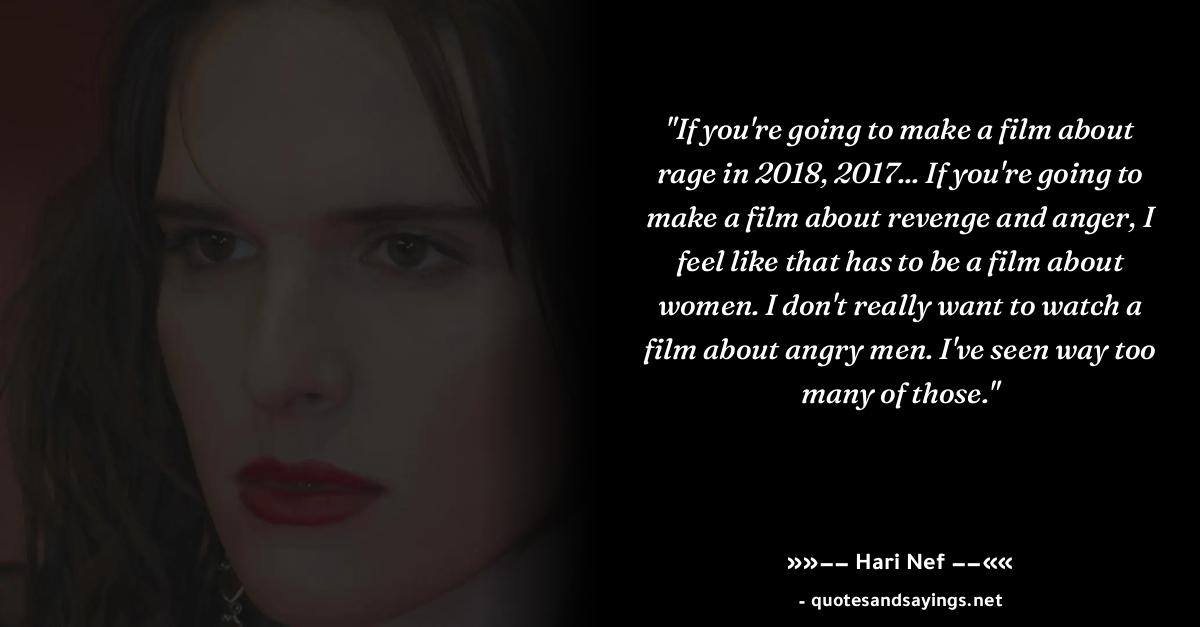 "If you're going to make a film about
rage in 2018, 2017... If you're going to
make a film about revenge and anger, I
feel like that has to be a film about
women. I don't really want to watch a
film about angry men. I've seen way too
many of those."
»»–– Hari Nef ––««
- quotesandsayings.net